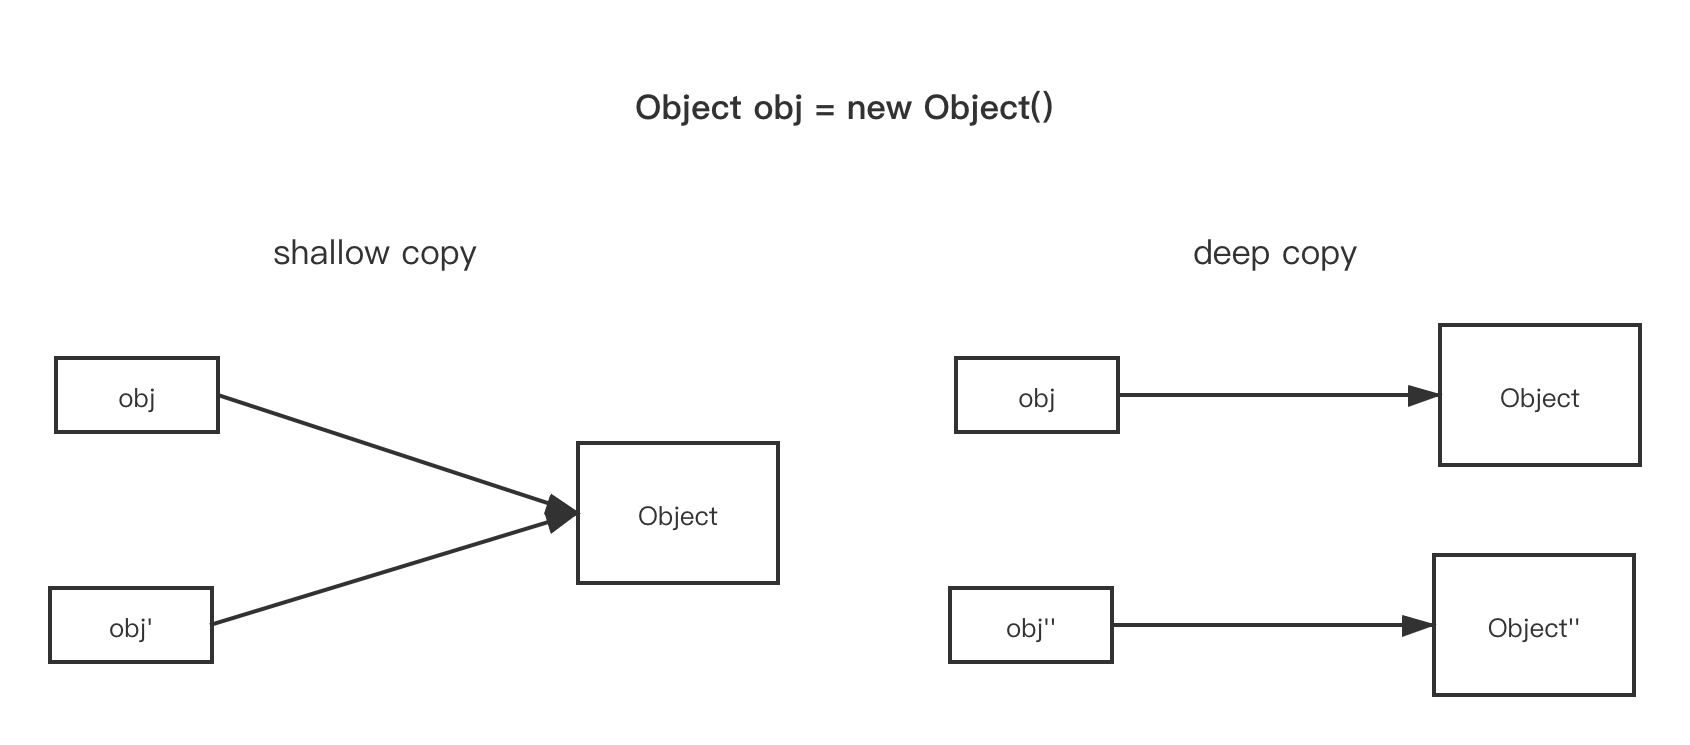 Object obj = new Object()
shallow copy
deep copy
obj
Object
obj'
obj
Object
obj''
Object''